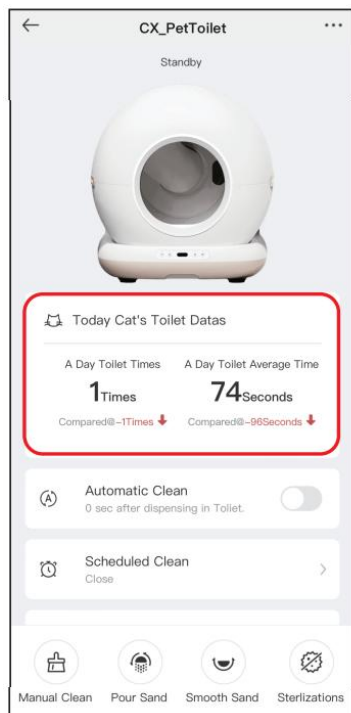 CX_PetToilet
Standby
Today Cat's Toilet Datas
A Day Toilet Times A Day Toilet Average Time
1Times 74Seconds
Compared@-1Times Compared@-96Seconds
Automatic Clean
0 sec after dispensing in Toliet.
Scheduled Clean
Close
Manual Clean Pour Sand Smooth Sand Sterlizations